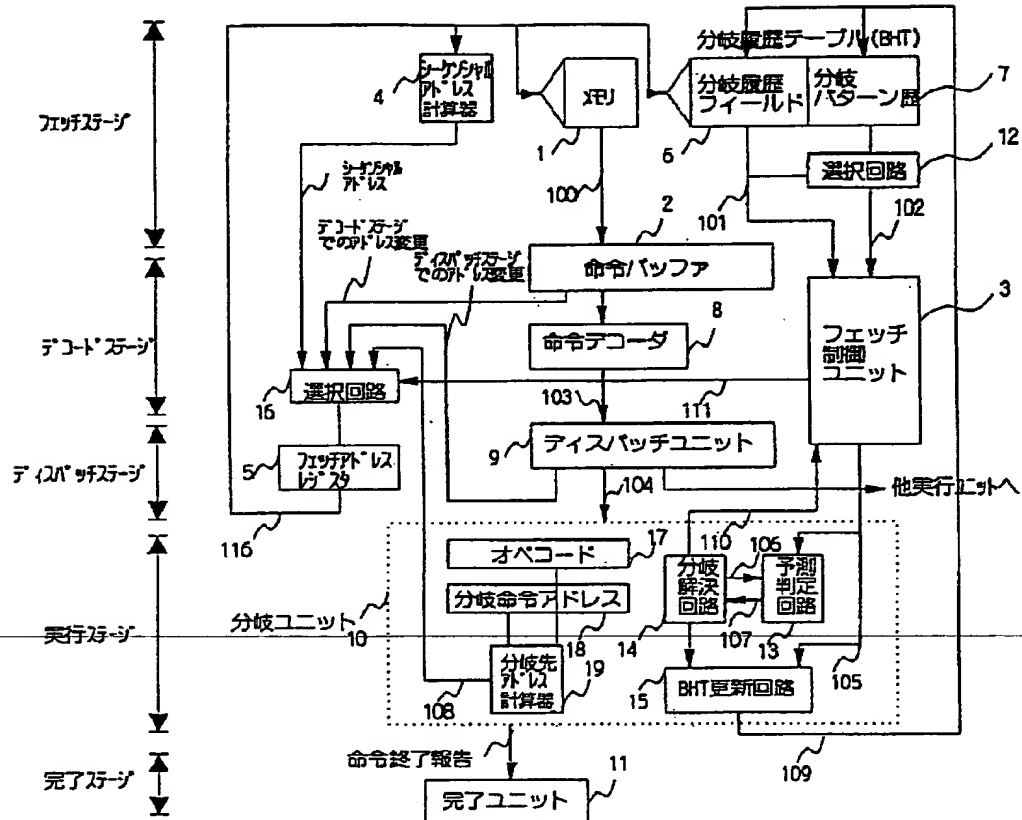 分岐履歴テーブル(BHT)
フェッチステージ
シーケンシャル
アドレス
計算器
4
メモリ
1
分岐履歴
フィールド
6
分岐
パターン歴
7
12
選択回路
シーケンシャル
アドレス
100
101
102
デコードステージ
でのアドレス変更
ディスパッチステージ
でのアドレス変更
2
命令バッファ
3
フェッチ
制御
ユニット
デコードステージ
8
命令デコーダ
16
選択回路
103
111
ディスパッチステージ
5
フェッチアドレス
レジスタ
9
ディスパッチユニット
104
他実行ユニットへ
116
110
106
17
オペコード
分岐
解決
回路
予測
判定
回路
分岐命令アドレス
分岐ユニット
10
実行ステージ
18
14
107
13
105
分岐先
アドレス
計算器
19
15
BHT更新回路
108
109
命令終了報告
完了ステージ
11
完了ユニット